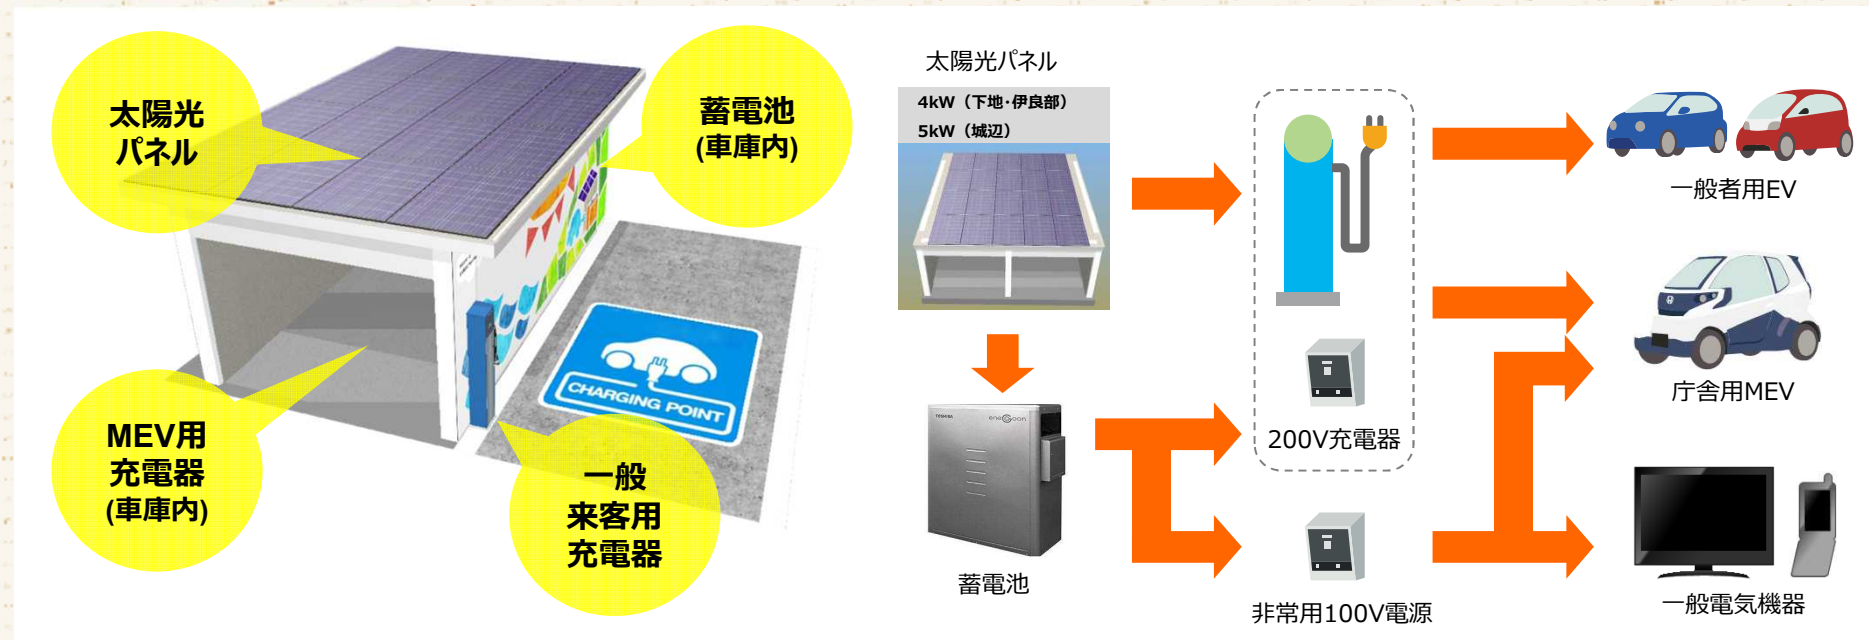 太陽光
パネル
蓄電池
(車庫内)
MEV用
充電器
(車庫内)
一般
来客用
充電器
CHARGING POINT
太陽光パネル
4kW（下地・伊良部）
5kW（城辺）
200V充電器
TOSHIBA
eneGoon
蓄電池
非常用100V電源
一般者用EV
庁舎用MEV
一般電気機器